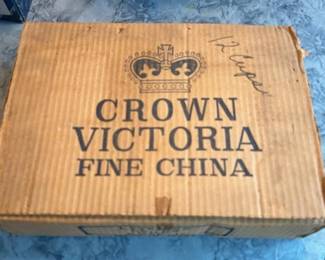 12 Cups
CROWN
VICTORIA
FINE CHINA